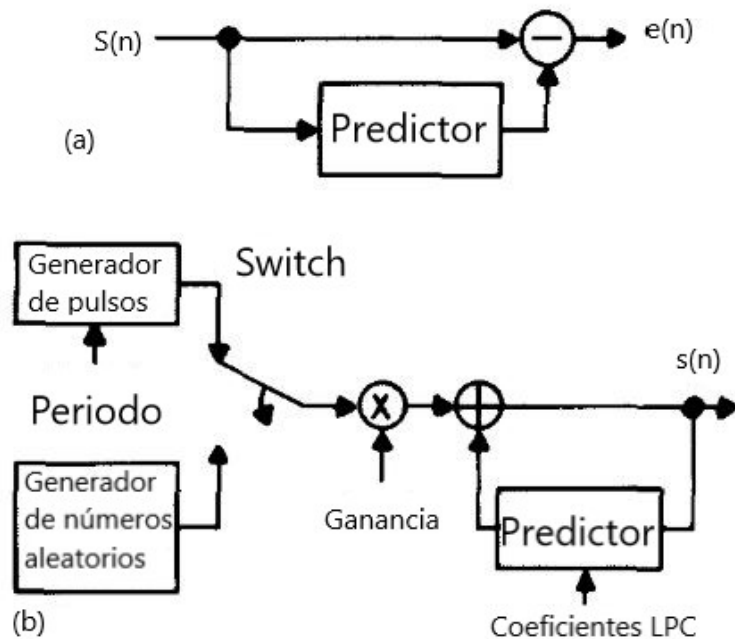 S(n)
e(n)
Predictor
(a)
Generador
de pulsos
Switch
Periodo
s(n)
X
Generador
de números
aleatorios
Ganancia
Predictor
(b)
Coeficientes LPC